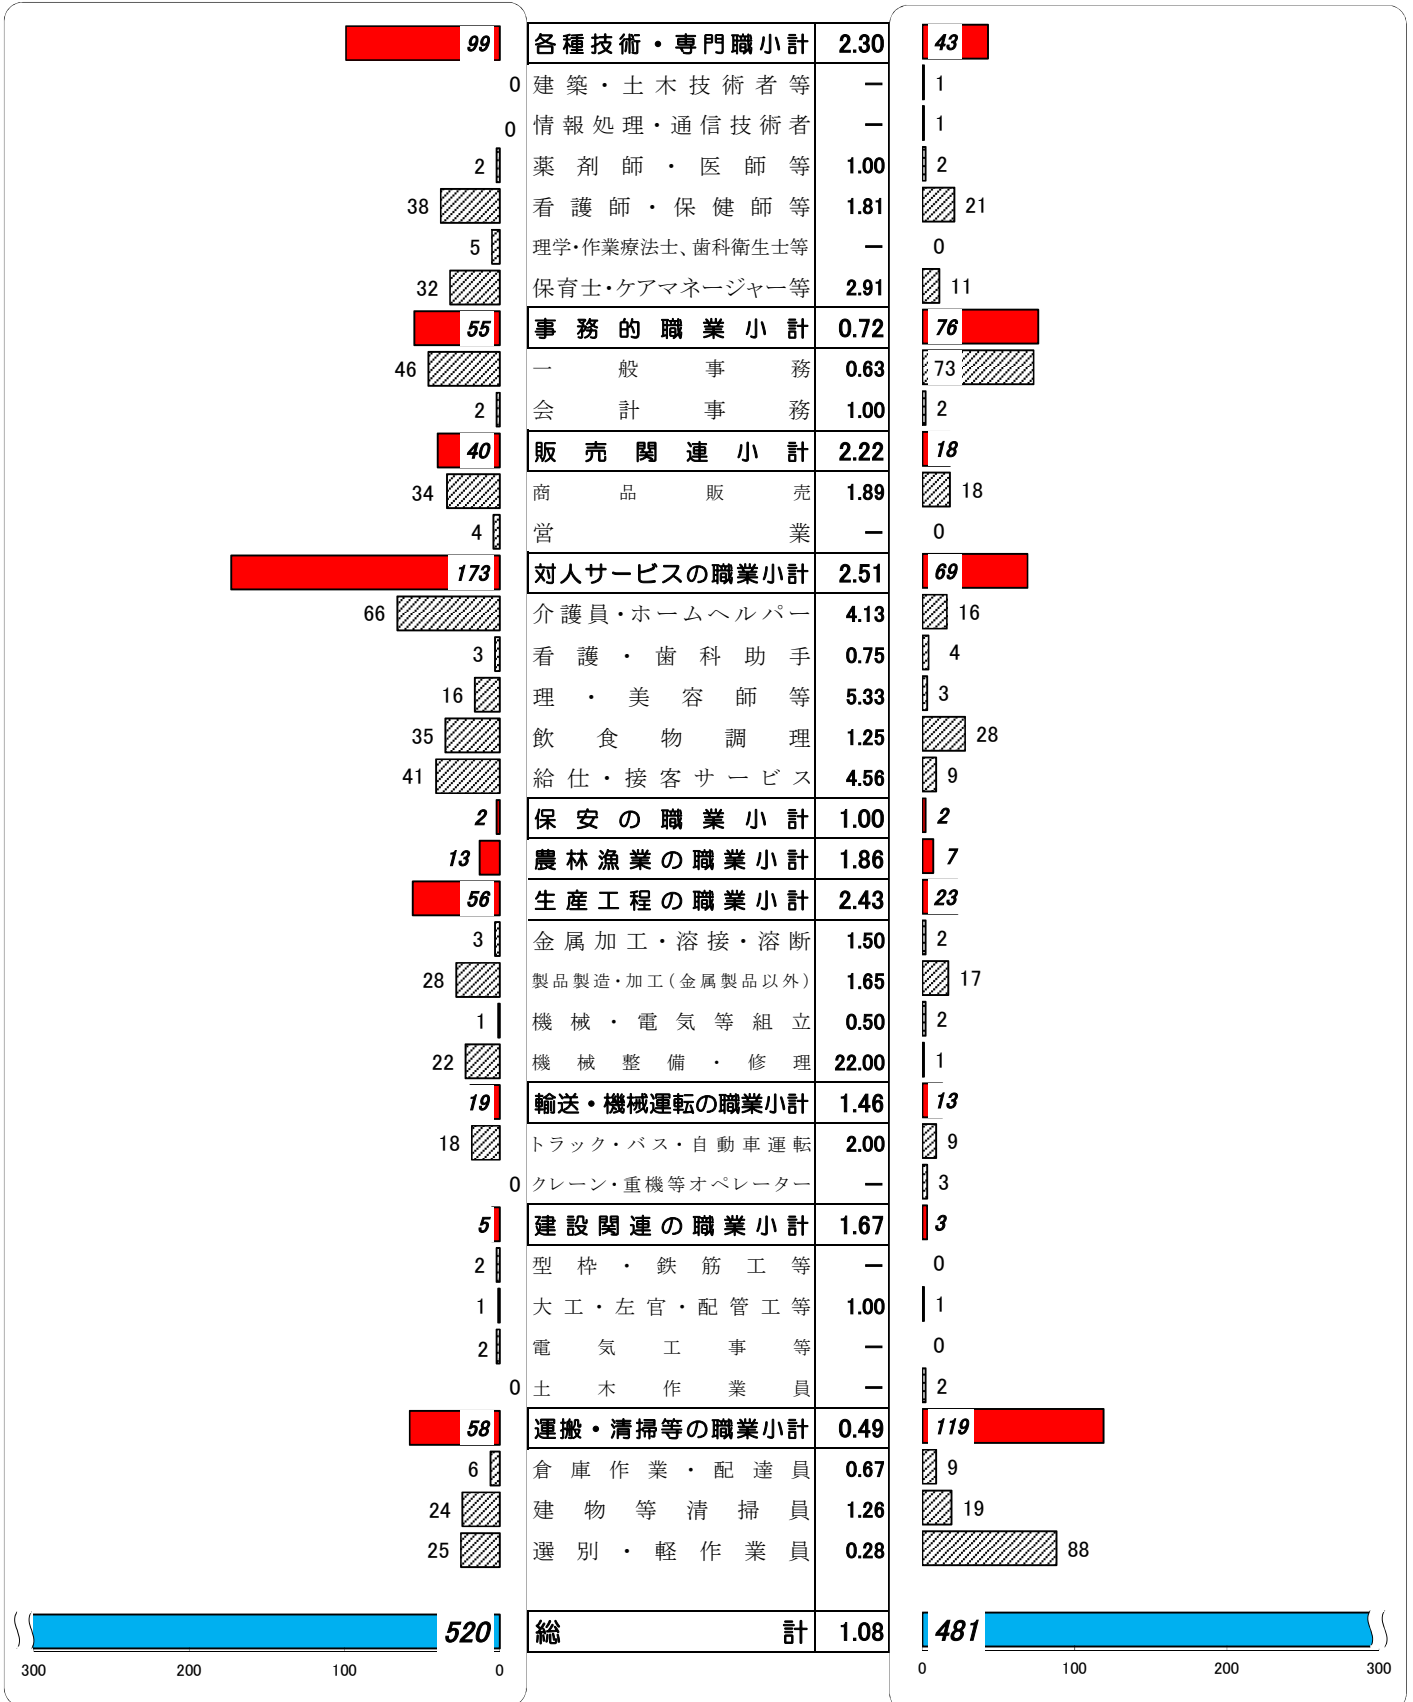 99 各種技術・専門職小計 2.30 43
0 建築・土木技術者等 ー 1
0 情報処理・通信技術者 ー 1
2 薬剤師・医師等 1.00 2
38 看護師・保健師等 1.81 21
5 理学・作業療法士、歯科衛生士等 ー 0
32 保育士・ケアマネージャー等 2.91 11
55 事務的職業小計 0.72 76
46 一般事務 0.63 73
2 会計事務 1.00 2
40 販売関連小計 2.22 18
34 商品販売 1.89 18
4 営業 ー 0
173 対人サービスの職業小計 2.51 69
66 介護員・ホームヘルパー 4.13 16
3 看護・歯科助手 0.75 4
16 理・美容師等 5.33 3
35 飲食物調理 1.25 28
41 給仕・接客サービス 4.56 9
2 保安の職業小計 1.00 2
13 農林漁業の職業小計 1.86 7
56 生産工程の職業小計 2.43 23
3 金属加工・溶接・溶断 1.50 2
28 製品製造・加工(金属製品以外) 1.65 17
1 機械・電気等組立 0.50 2
22 機械整備・修理 22.00 1
19 輸送・機械運転の職業小計 1.46 13
18 トラック・バス・自動車運転 2.00 9
0 クレーン・重機等オペレーター ー 3
5 建設関連の職業小計 1.67 3
2 型枠・鉄筋工等 ー 0
1 大工・左官・配管工等 1.00 1
2 電気工事等 ー 0
0 土木作業員 ー 2
58 運搬・清掃等の職業小計 0.49 119
6 倉庫作業・配達員 0.67 9
24 建物等清掃員 1.26 19
25 選別・軽作業員 0.28 88
520 総計 1.08 481
300 200 100 0 0 100 200 300